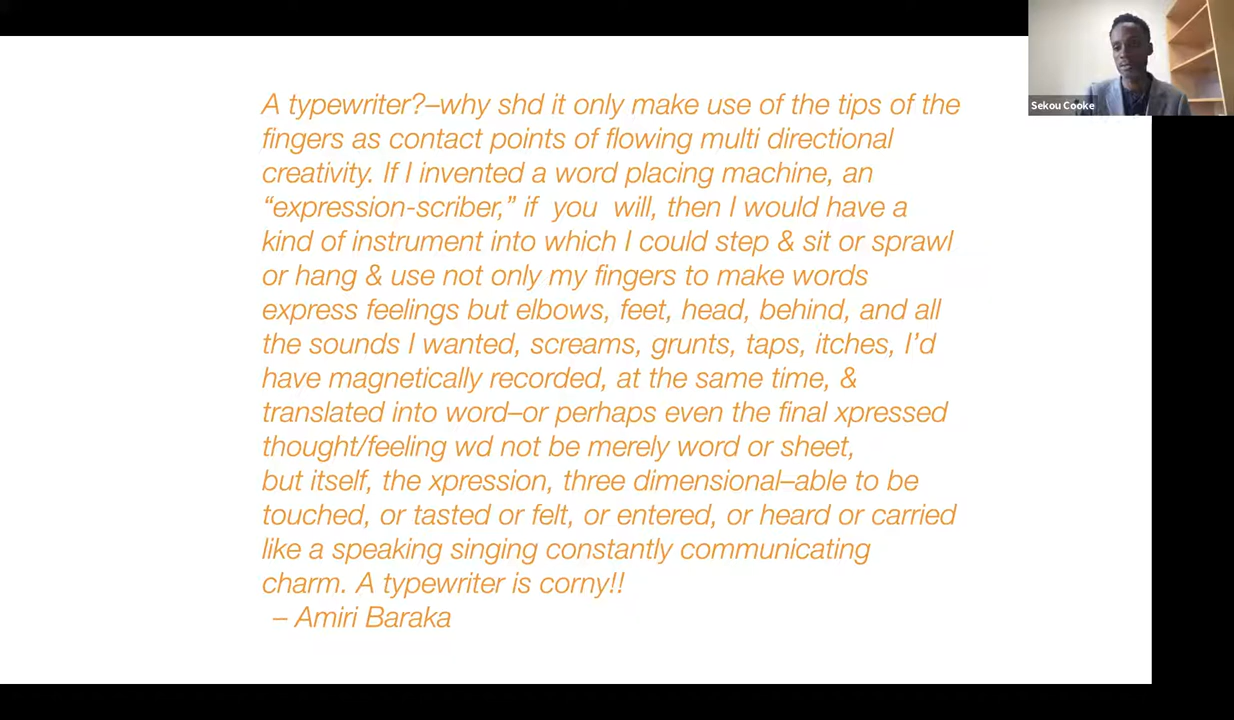 A typewriter?–why shd it only make use of the tips of the
fingers as contact points of flowing multi directional
creativity. If I invented a word placing machine, an
“expression-scriber,” if  you  will, then I would have a
kind of instrument into which I could step & sit or sprawl
or hang & use not only my fingers to make words
express feelings but elbows, feet, head, behind, and all
the sounds I wanted, screams, grunts, taps, itches, I’d
have magnetically recorded, at the same time, &
translated into word–or perhaps even the final xpressed
thought/feeling wd not be merely word or sheet,
but itself, the xpression, three dimensional–able to be
touched, or tasted or felt, or entered, or heard or carried
like a speaking singing constantly communicating
charm. A typewriter is corny!!
– Amiri Baraka
Sekou Cooke